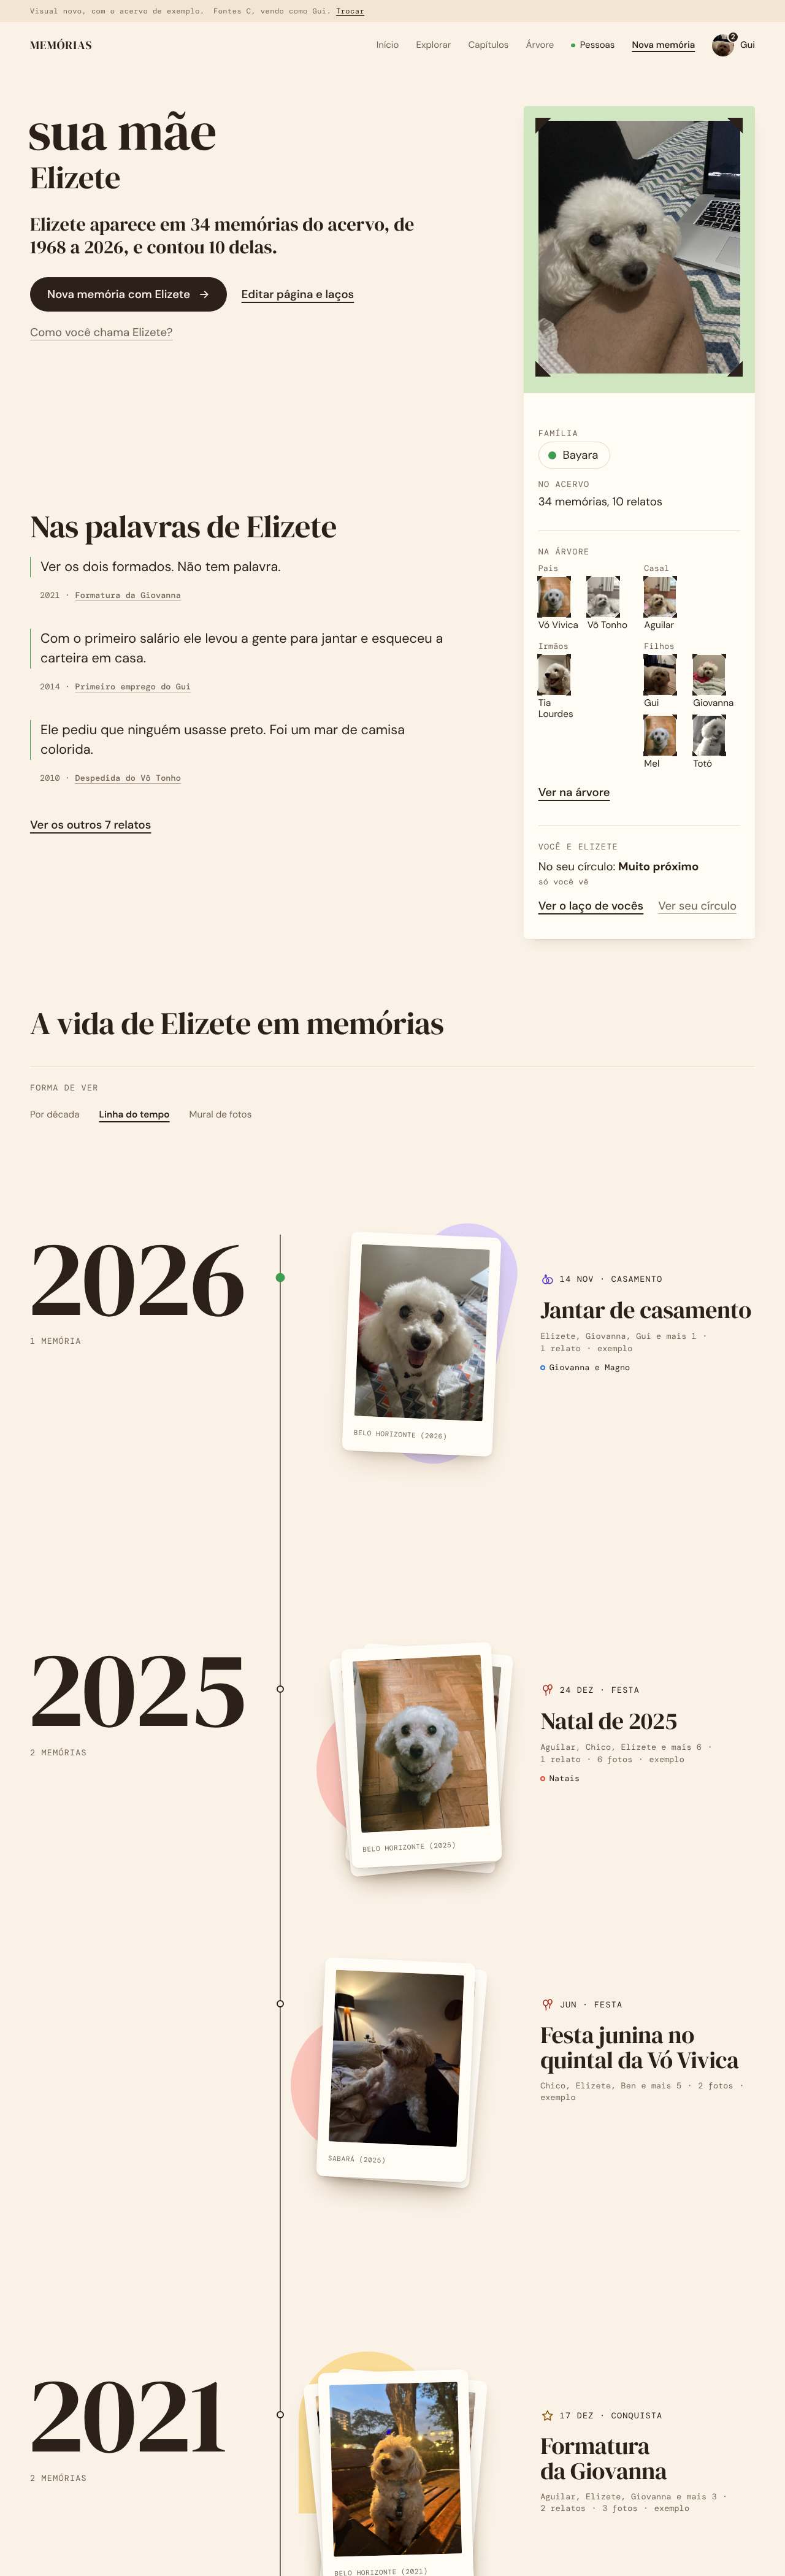 Visual novo, com o acervo de exemplo. Fontes C, vendo como Gui. Trocar
MEMÓRIAS
Início
Explorar
Capítulos
Árvore
Pessoas
Nova memória
2
Gui
sua mãe
Elizete
Elizete aparece em 34 memórias do acervo, de
1968 a 2026, e contou 10 delas.
Nova memória com Elizete →
Editar página e laços
Como você chama Elizete?
FAMÍLIA
Bayara
NO ACERVO
34 memórias, 10 relatos
NA ÁRVORE
Pais
Casal
Vó Vivica
Vô Tonho
Aguilar
Irmãos
Filhos
Tia
Lourdes
Gui
Giovanna
Mel
Totó
Ver na árvore
VOCÊ E ELIZETE
No seu círculo: Muito próximo
só você vê
Ver o laço de vocês
Ver seu círculo
Nas palavras de Elizete
Ver os dois formados. Não tem palavra.
2021 · Formatura da Giovanna
Com o primeiro salário ele levou a gente para jantar e esqueceu a
carteira em casa.
2014 · Primeiro emprego do Gui
Ele pediu que ninguém usasse preto. Foi um mar de camisa
colorida.
2010 · Despedida do Vô Tonho
Ver os outros 7 relatos
A vida de Elizete em memórias
FORMA DE VER
Por década
Linha do tempo
Mural de fotos
2026
1 MEMÓRIA
BELO HORIZONTE (2026)
14 NOV · CASAMENTO
Jantar de casamento
Elizete, Giovanna, Gui e mais 1 ·
1 relato · exemplo
Giovanna e Magno
2025
2 MEMÓRIAS
BELO HORIZONTE (2025)
24 DEZ · FESTA
Natal de 2025
Aguilar, Chico, Elizete e mais 6 ·
1 relato · 6 fotos · exemplo
Natais
SABARÁ (2025)
JUN · FESTA
Festa junina no
quintal da Vó Vivica
Chico, Elizete, Ben e mais 5 · 2 fotos ·
exemplo
2021
2 MEMÓRIAS
BELO HORIZONTE (2021)
17 DEZ · CONQUISTA
Formatura
da Giovanna
Aguilar, Elizete, Giovanna e mais 3 ·
2 relatos · 3 fotos · exemplo